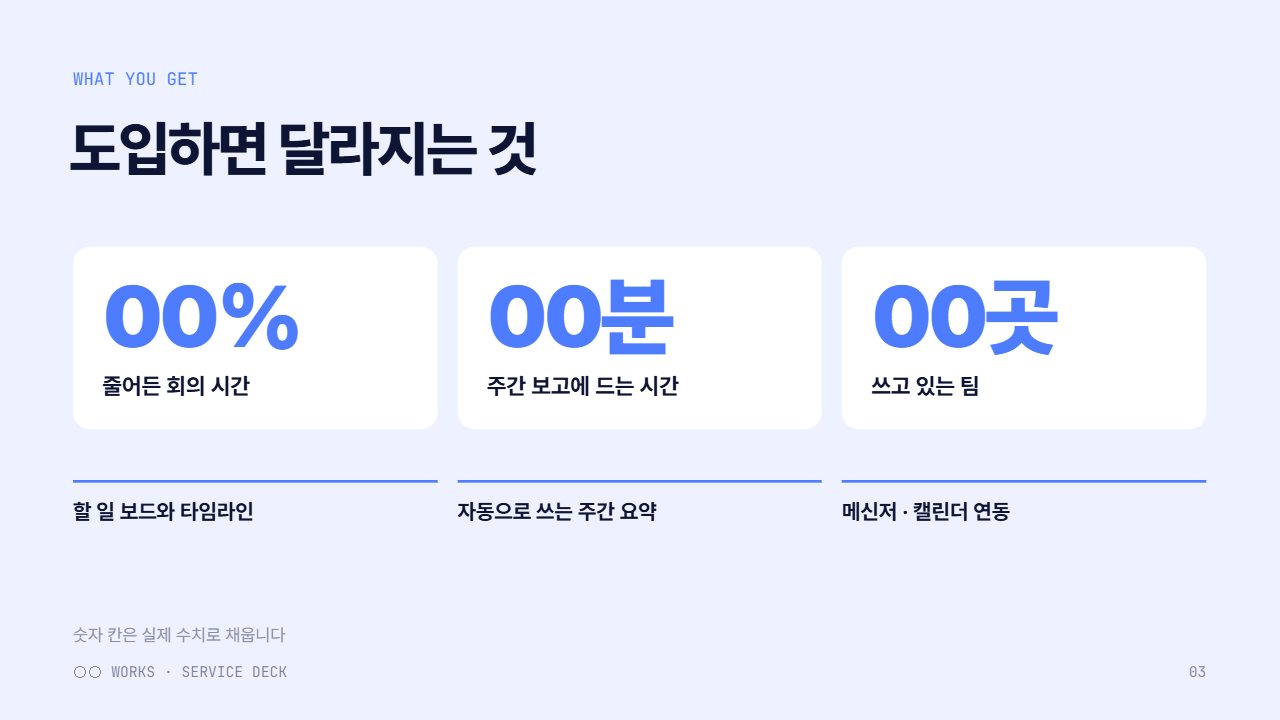 WHAT YOU GET
도입하면 달라지는 것
00%
줄어든 회의 시간
00분
주간 보고에 드는 시간
00곳
쓰고 있는 팀
할 일 보드와 타임라인
자동으로 쓰는 주간 요약
메신저 · 캘린더 연동
숫자 칸은 실제 수치로 채웁니다
○○ WORKS · SERVICE DECK
03